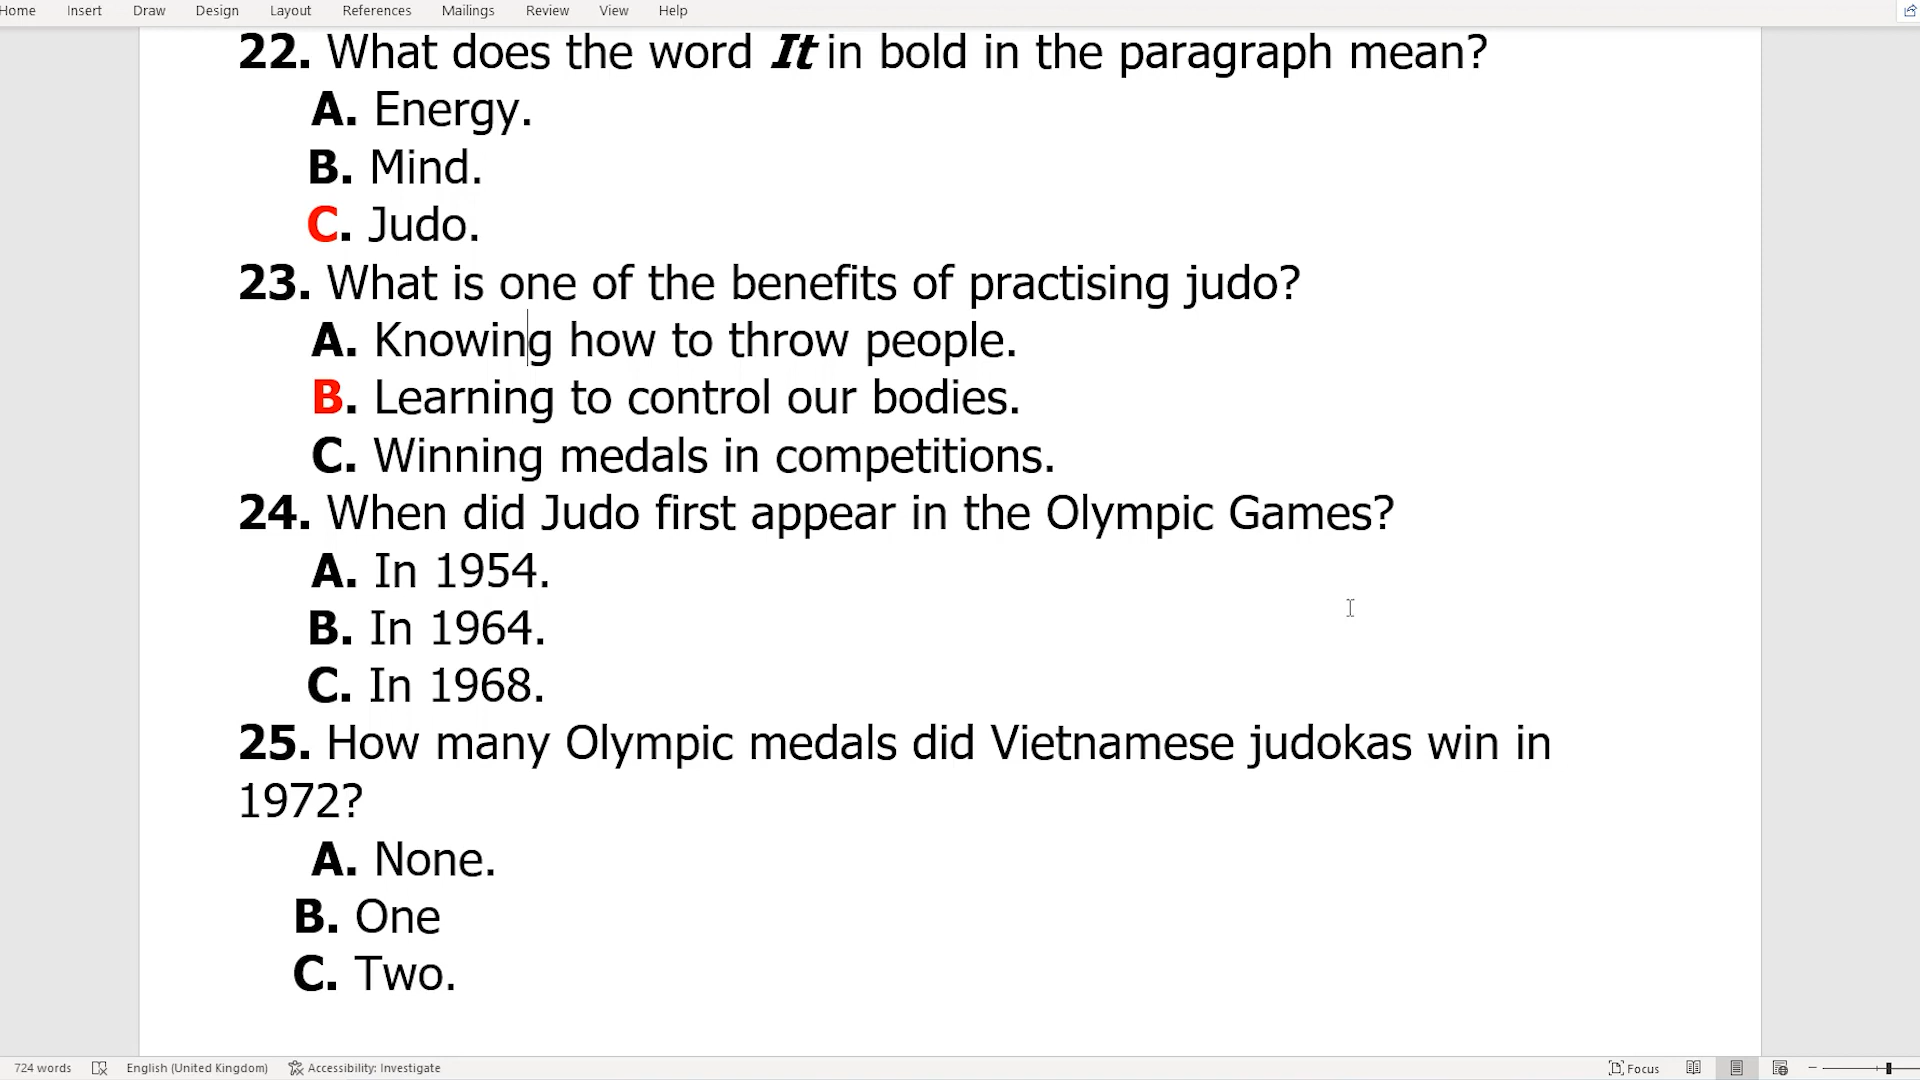 Home Insert Draw Design Layout References Mailings Review View Help
22. What does the word It in bold in the paragraph mean?
A. Energy.
B. Mind.
C. Judo.
23. What is one of the benefits of practising judo?
A. Knowing how to throw people.
B. Learning to control our bodies.
C. Winning medals in competitions.
24. When did Judo first appear in the Olympic Games?
A. In 1954.
B. In 1964.
C. In 1968.
25. How many Olympic medals did Vietnamese judokas win in
1972?
A. None.
B. One
C. Two.
724 words English (United Kingdom) Accessibility: Investigate Focus